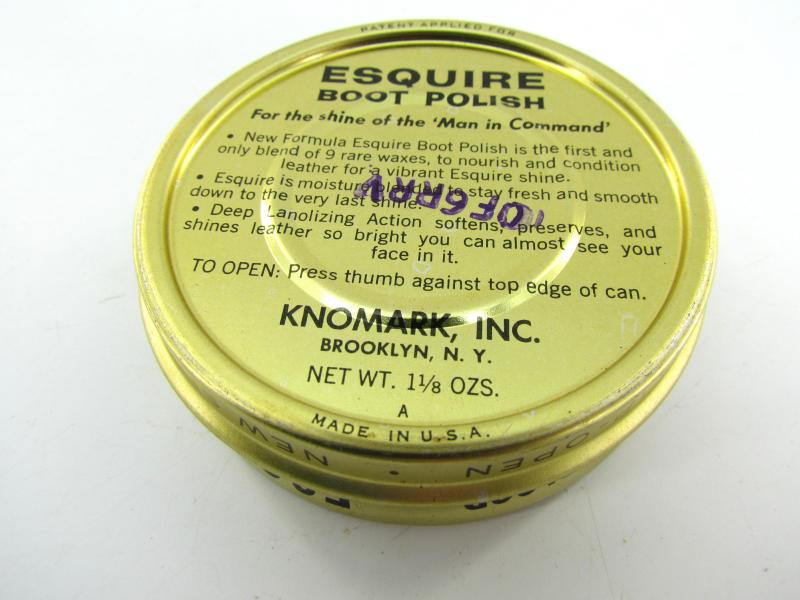 PATENT APPLIED FOR
ESQUIRE
BOOT POLISH
For the shine of the 'Man in Command'
• New Formula Esquire Boot Polish is the first and
only blend of 9 rare waxes, to nourish and condition
leather for a vibrant Esquire shine.
• Esquire is moisture blended to stay fresh and smooth
down to the very last shine.
• Deep Lanolizing Action softens, preserves, and
shines leather so bright you can almost see your
face in it.
TO OPEN: Press thumb against top edge of can.
KNOMARK, INC.
BROOKLYN, N. Y.
NET WT. 1⅛ OZS.
A
MADE IN U.S.A.
OPEN • NEW